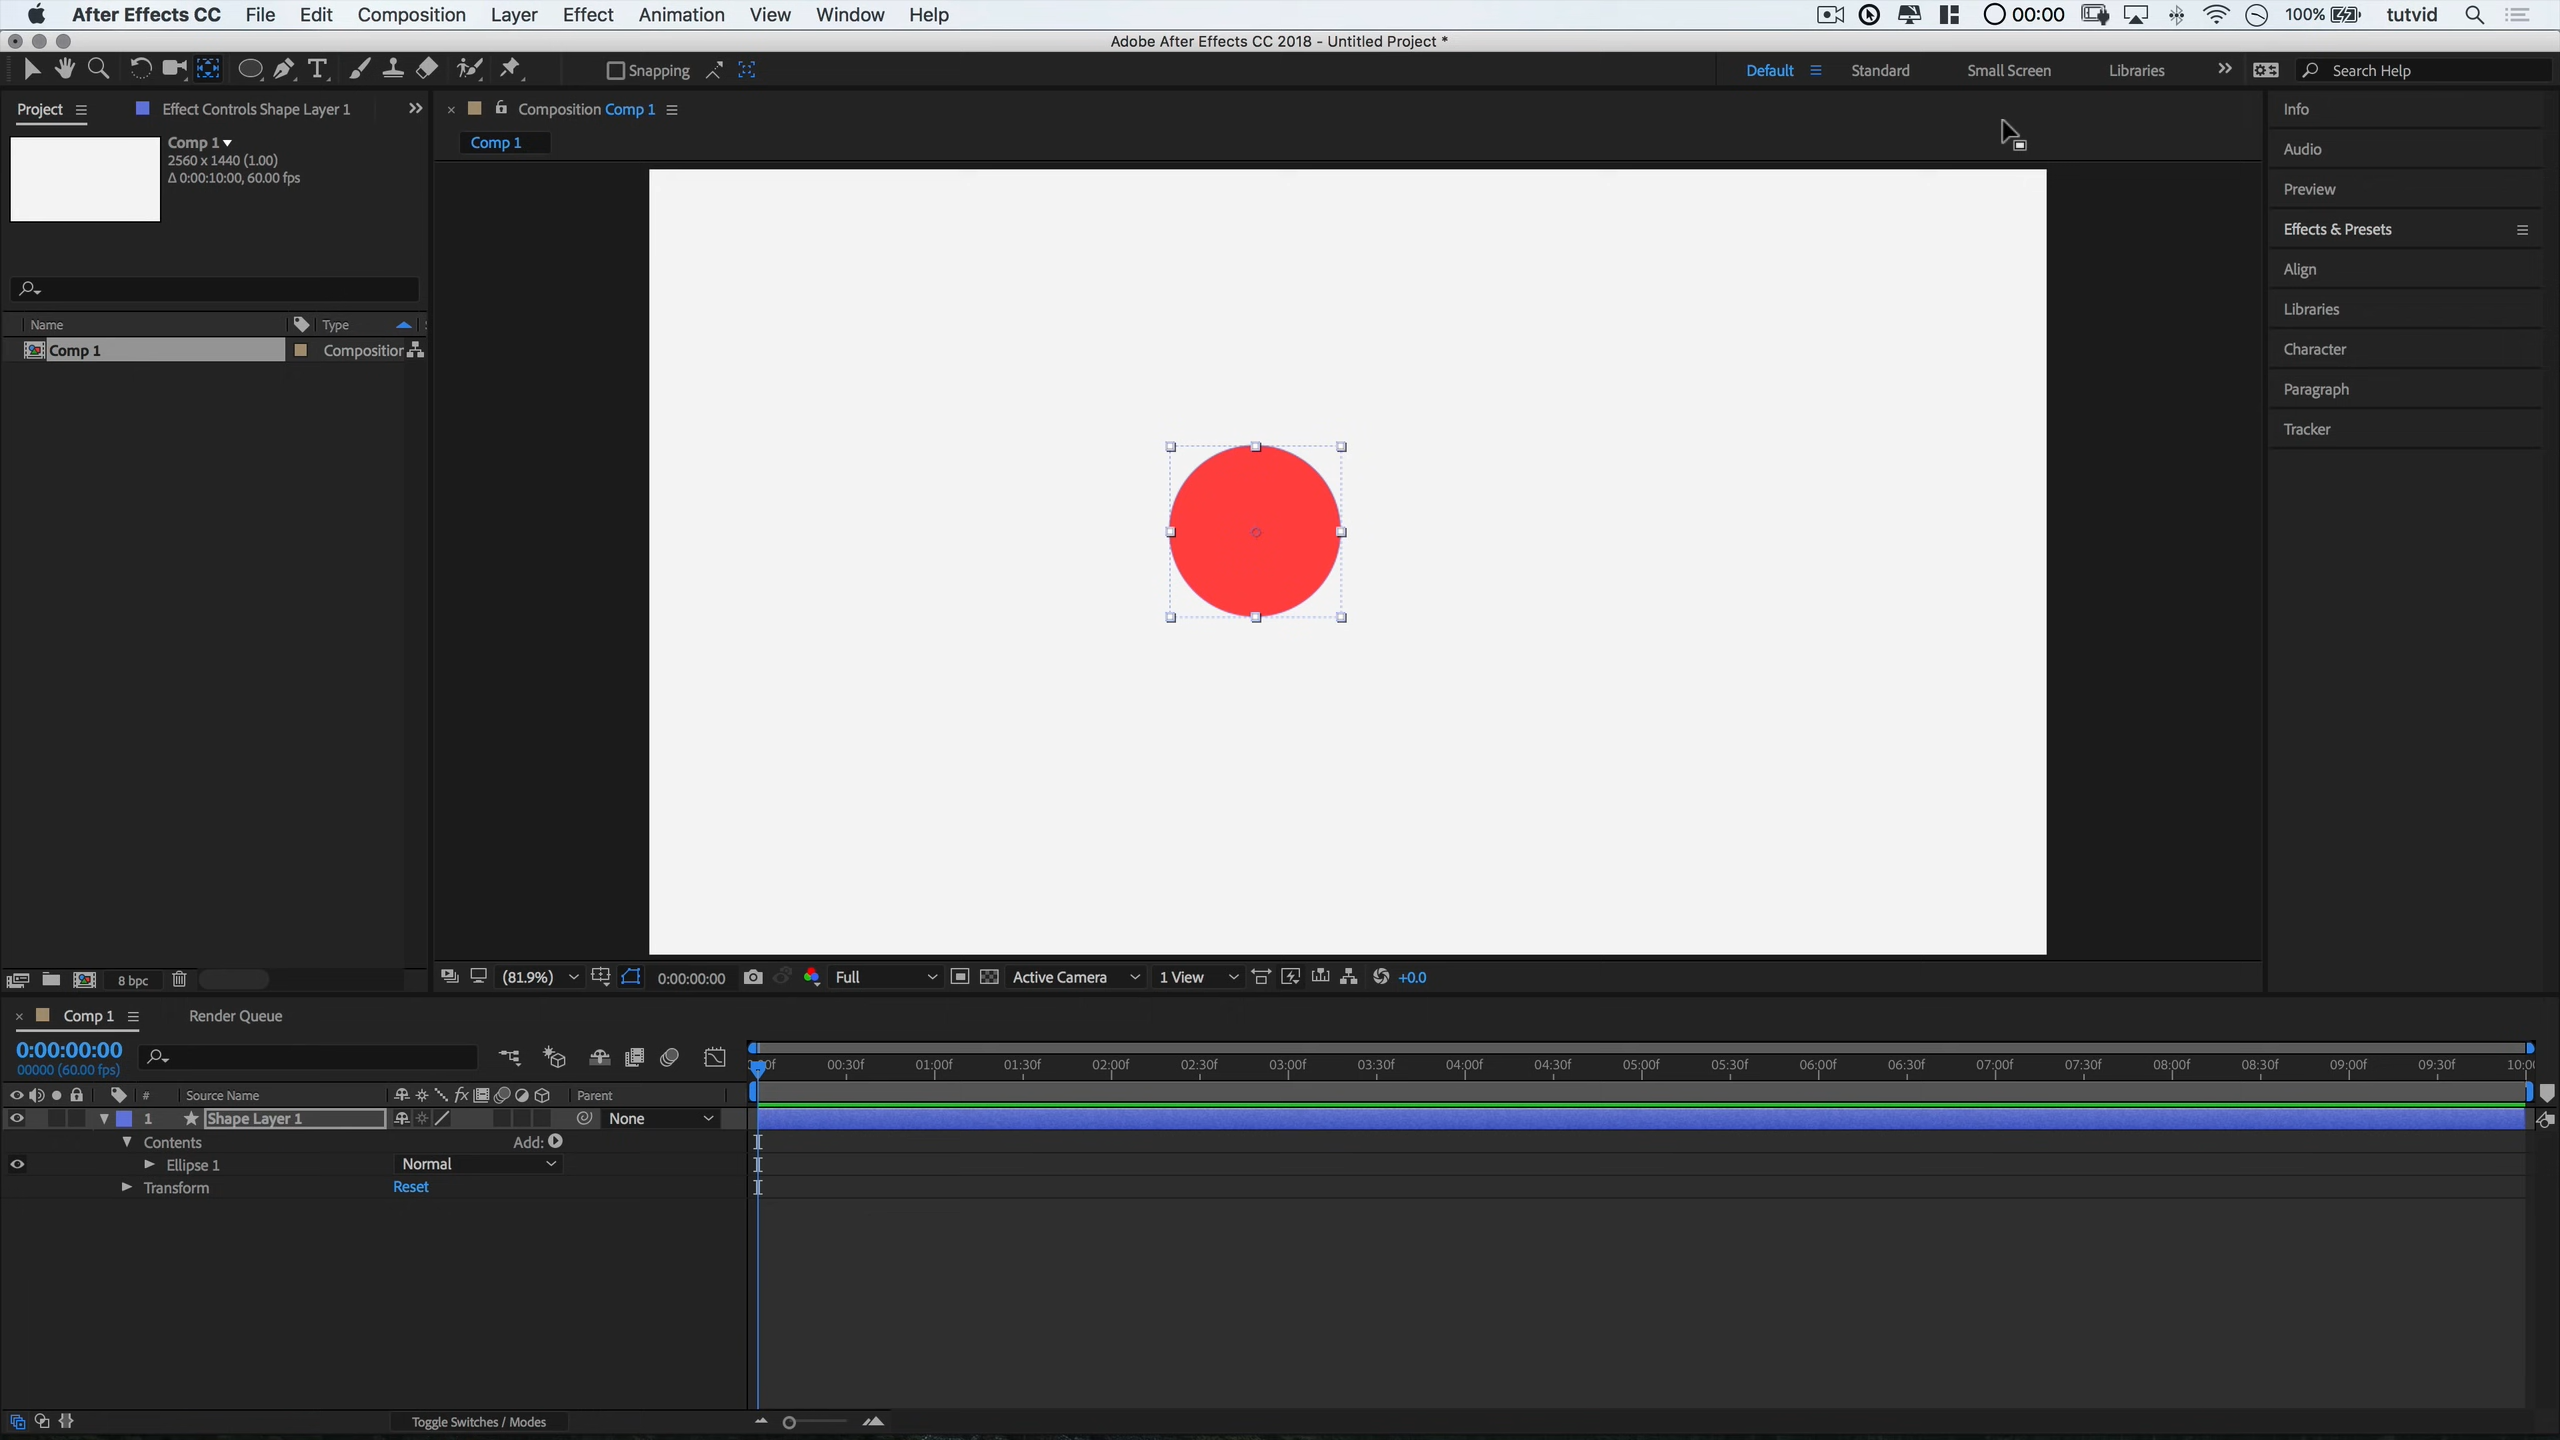 After Effects CC File Edit Composition Layer Effect Animation View Window Help 00:00 100% tutvid
Adobe After Effects CC 2018 - Untitled Project *
Snapping Default Standard Small Screen Libraries Search Help
Project Effect Controls Shape Layer 1 Composition Comp 1 Info
Comp 1 Comp 1
2560 x 1440 (1.00)
Δ 0:00:10:00, 60.00 fps
Audio
Preview
Effects & Presets
Align
Libraries
Character
Paragraph
Tracker
Name Type
Comp 1 Composition
8 bpc (81.9%) 0:00:00:00 Full Active Camera 1 View +0.0
Comp 1 Render Queue
0:00:00:00
00000 (60.00 fps)
00:30f 01:00f 01:30f 02:00f 02:30f 03:00f 03:30f 04:00f 04:30f 05:00f 05:30f 06:00f 06:30f 07:00f 07:30f 08:00f 08:30f 09:00f 09:30f
# Source Name fx Parent
1 Shape Layer 1 None
Contents Add:
Ellipse 1 Normal
Transform Reset
Toggle Switches / Modes